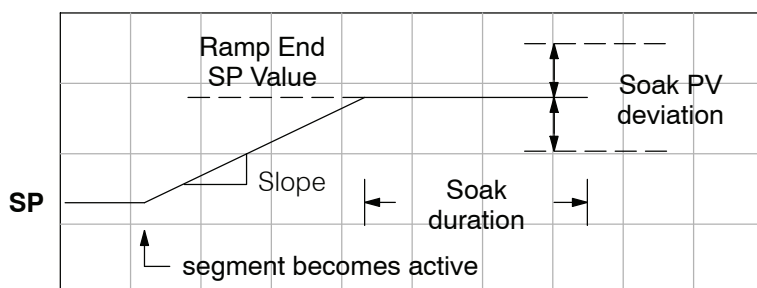 Ramp End
SP Value
Soak PV
deviation
Slope
Soak
duration
SP
segment becomes active